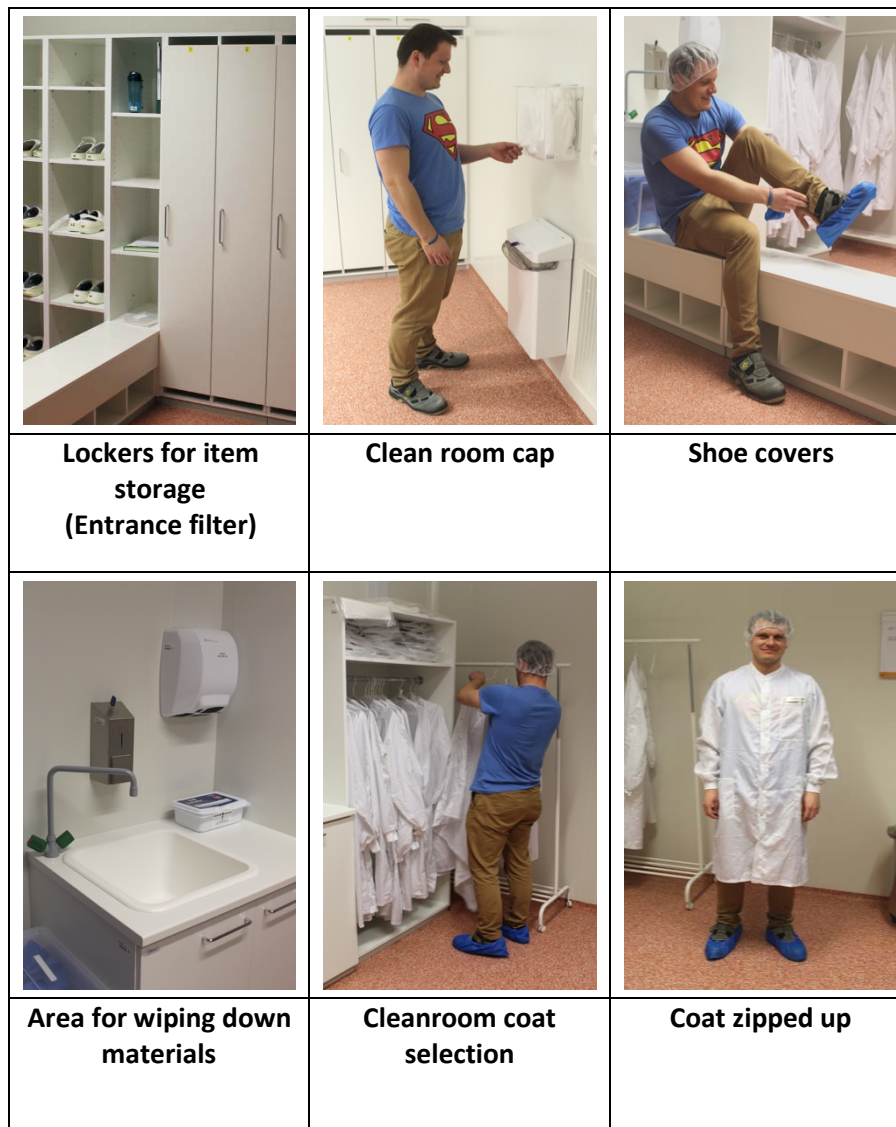 Lockers for item
storage
(Entrance filter)
Clean room cap
Shoe covers
Area for wiping down
materials
Cleanroom coat
selection
Coat zipped up